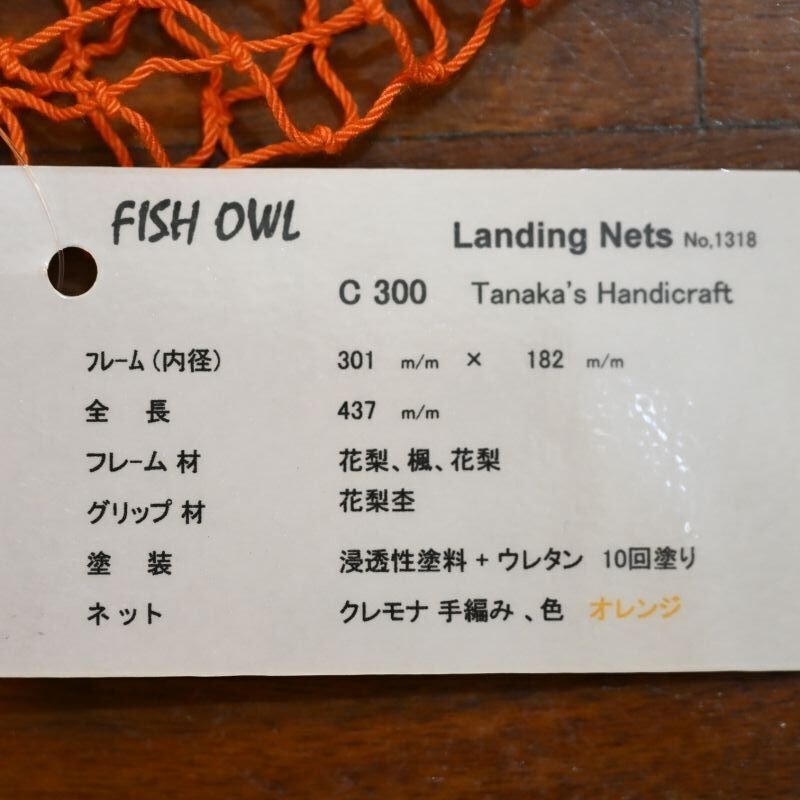 FISH OWL
Landing Nets No,1318
C 300 Tanaka's Handicraft
フレーム(内径) 301 m/m × 182 m/m
全 長 437 m/m
フレーム 材 花梨、楓、花梨
グリップ 材 花梨杢
塗 装 浸透性塗料 + ウレタン 10回塗り
ネット クレモナ 手編み 、色 オレンジ